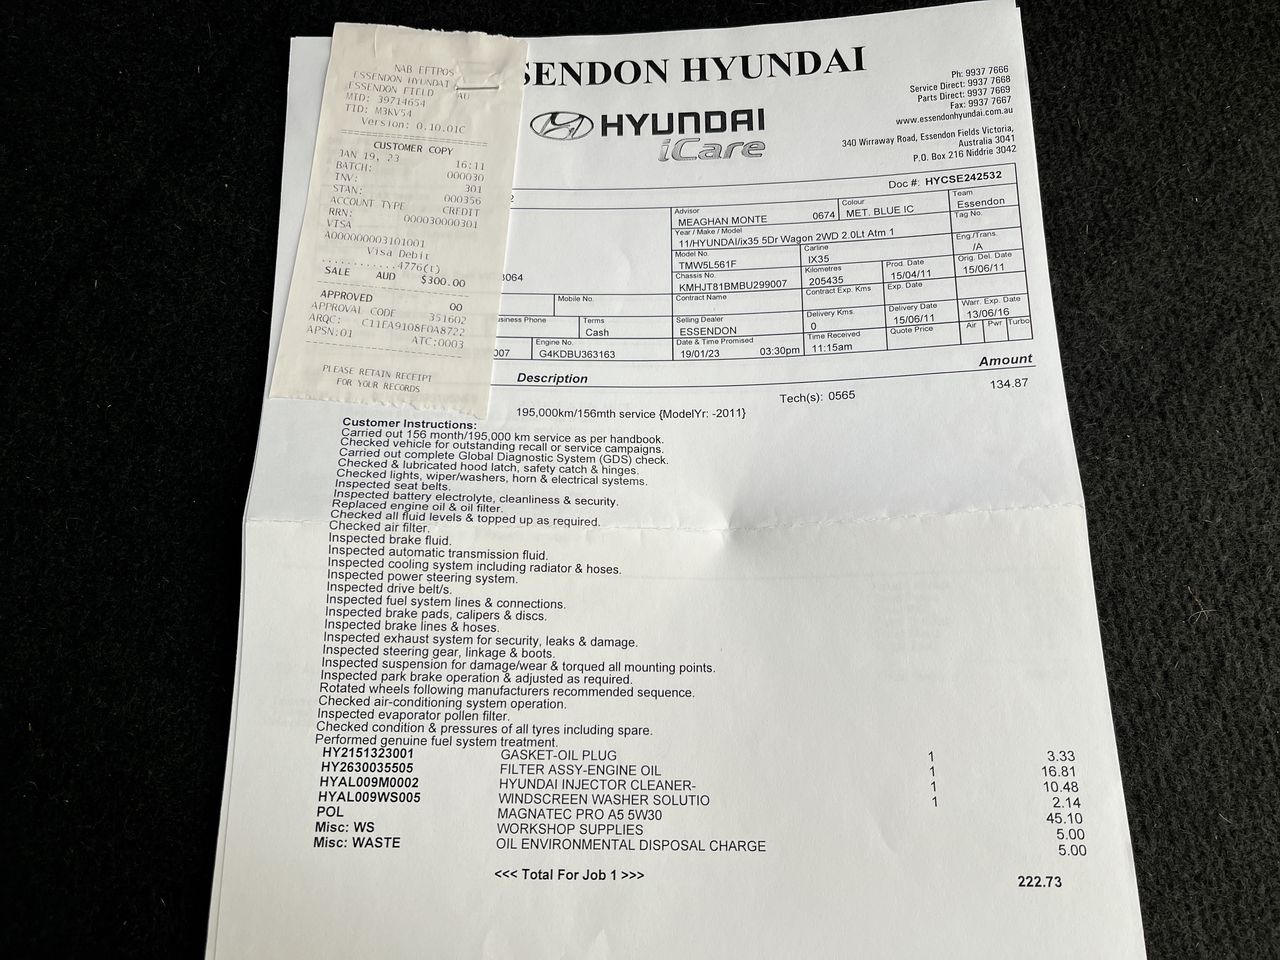 NAB EFTPOS
ESSENDON HYUNDAI
ESSENDON FIELD AU
MID: 39714654
TID: M3KV54
Version: 0.10.01C
CUSTOMER COPY
JAN 19, 23 16:11
BATCH: 000030
INV: 301
STAN: 000356
ACCOUNT TYPE CREDIT
RRN: 000030000301
VISA
A0000000003101001
Visa Debit
............4776(t)
SALE AUD $300.00
APPROVED 00
APPROVAL CODE 351602
ARQC: C11EA9108F0A8722
APSN:01 ATC:0003
PLEASE RETAIN RECEIPT
FOR YOUR RECORDS
SENDON HYUNDAI
HYUNDAI
iCare
Ph: 9937 7666
Service Direct: 9937 7668
Parts Direct: 9937 7669
Fax: 9937 7667
www.essendonhyundai.com.au
340 Wirraway Road, Essendon Fields Victoria,
Australia 3041
P.O. Box 216 Niddrie 3042
Doc #: HYCSE242532
2
Advisor Colour Team
MEAGHAN MONTE 0674 MET. BLUE IC Essendon
Year / Make / Model Tag No.
11/HYUNDAI/ix35 5Dr Wagon 2WD 2.0Lt Atm 1
Model No. Carline Eng./Trans.
TMW5L561F IX35 /A
3064
Chassis No. Kilometres Prod. Date Orig. Del. Date
KMHJT81BMBU299007 205435 15/04/11 15/06/11
Mobile No. Contract Name Contract Exp. Kms Exp. Date
siness Phone Terms Selling Dealer Delivery Kms. Delivery Date Warr. Exp. Date
Cash ESSENDON 0 15/06/11 13/06/16
Engine No. Date & Time Promised Time Received Quote Price Air Pwr Turbo
007 G4KDBU363163 19/01/23 03:30pm 11:15am
Description Amount
195,000km/156mth service {ModelYr: -2011} Tech(s): 0565 134.87
Customer Instructions:
Carried out 156 month/195,000 km service as per handbook.
Checked vehicle for outstanding recall or service campaigns.
Carried out complete Global Diagnostic System (GDS) check.
Checked & lubricated hood latch, safety catch & hinges.
Checked lights, wiper/washers, horn & electrical systems.
Inspected seat belts.
Inspected battery electrolyte, cleanliness & security.
Replaced engine oil & oil filter.
Checked all fluid levels & topped up as required.
Checked air filter.
Inspected brake fluid.
Inspected automatic transmission fluid.
Inspected cooling system including radiator & hoses.
Inspected power steering system.
Inspected drive belt/s.
Inspected fuel system lines & connections.
Inspected brake pads, calipers & discs.
Inspected brake lines & hoses.
Inspected exhaust system for security, leaks & damage.
Inspected steering gear, linkage & boots.
Inspected suspension for damage/wear & torqued all mounting points.
Inspected park brake operation & adjusted as required.
Rotated wheels following manufacturers recommended sequence.
Checked air-conditioning system operation.
Inspected evaporator pollen filter.
Checked condition & pressures of all tyres including spare.
Performed genuine fuel system treatment.
HY2151323001 GASKET-OIL PLUG 1 3.33
HY2630035505 FILTER ASSY-ENGINE OIL 1 16.81
HYAL009M0002 HYUNDAI INJECTOR CLEANER- 1 10.48
HYAL009WS005 WINDSCREEN WASHER SOLUTIO 1 2.14
POL MAGNATEC PRO A5 5W30 45.10
Misc: WS WORKSHOP SUPPLIES 5.00
Misc: WASTE OIL ENVIRONMENTAL DISPOSAL CHARGE 5.00
<<< Total For Job 1 >>> 222.73